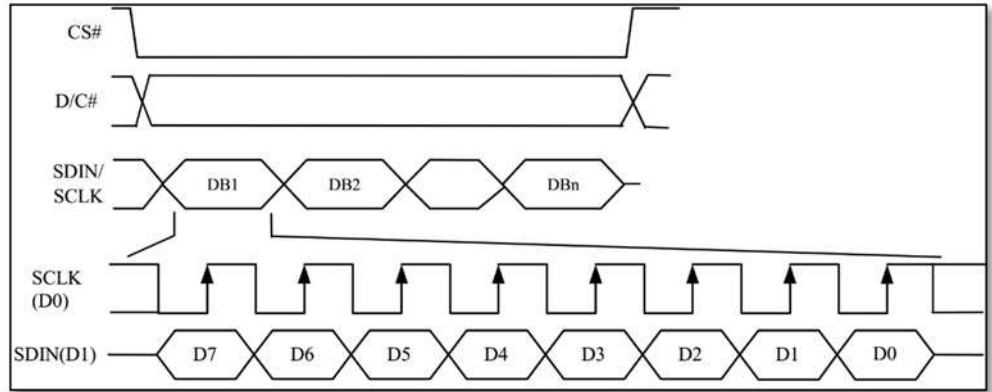 CS#
D/C#
SDIN/
SCLK
DB1 DB2 DBn
SCLK
(D0)
SDIN(D1) D7 D6 D5 D4 D3 D2 D1 D0